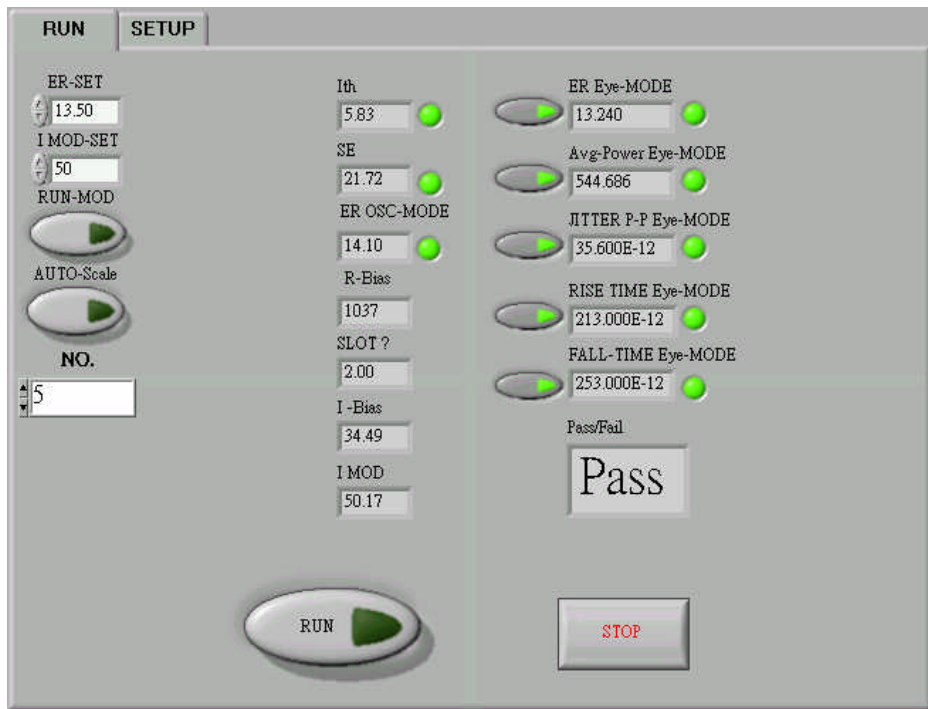 RUN SETUP
ER-SET
13.50
I MOD-SET
50
RUN-MOD
AUTO-Scale
NO.
5
Ith
5.83
SE
21.72
ER OSC-MODE
14.10
R-Bias
1037
SLOT ?
2.00
I -Bias
34.49
I MOD
50.17
RUN
ER Eye-MODE
13.240
Avg-Power Eye-MODE
544.686
JITTER P-P Eye-MODE
35.600E-12
RISE TIME Eye-MODE
213.000E-12
FALL-TIME Eye-MODE
253.000E-12
Pass/Fail
Pass
STOP